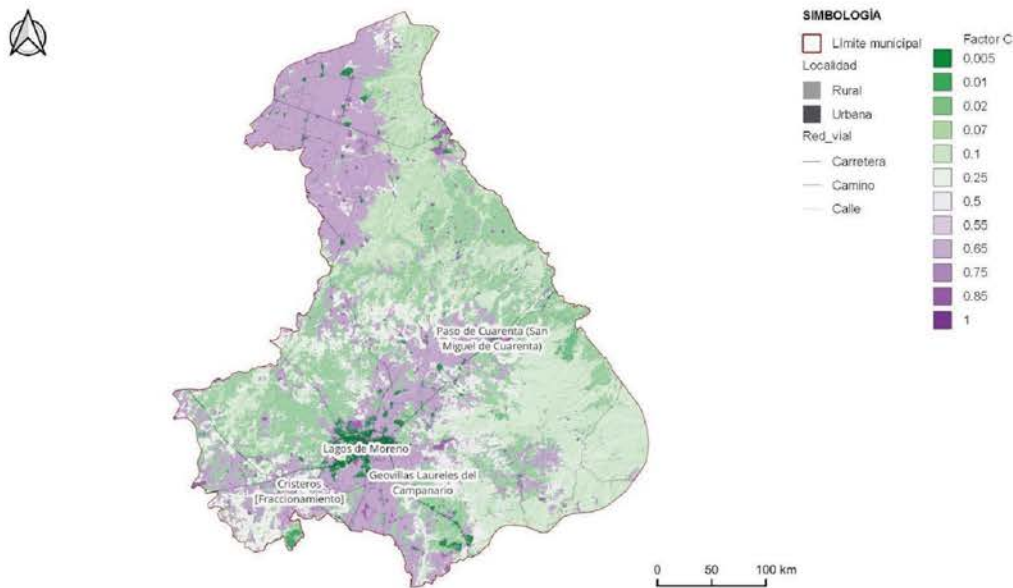 SIMBOLOGÍA
Límite municipal
Localidad
Rural
Urbana
Red_vial
Carretera
Camino
Calle
Factor C
0.005
0.01
0.02
0.07
0.1
0.25
0.5
0.55
0.65
0.75
0.85
1
Paso de Cuarenta (San
Miguel de Cuarenta)
Lagos de Moreno
Geovillas Laureles del
Campanario
Cristeros
[Fraccionamiento]
0 50 100 km